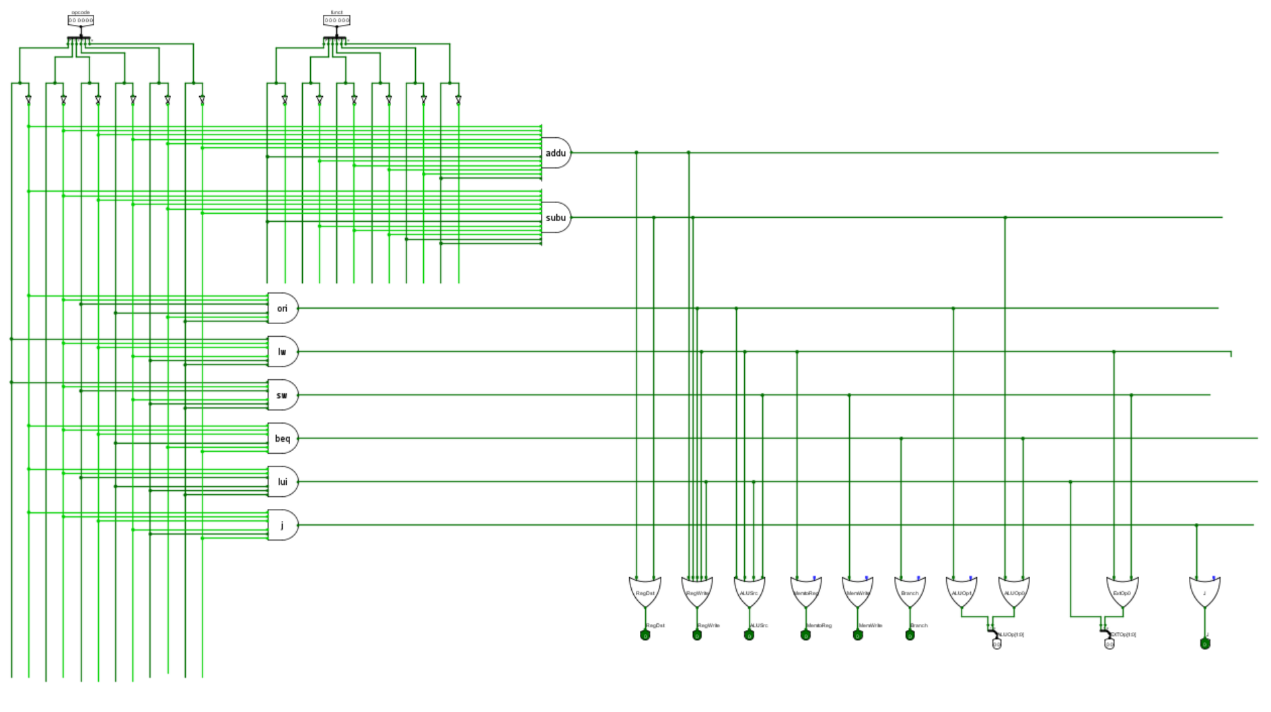 opcode
funct
addu
subu
ori
lw
sw
beq
lui
j
RegDst
RegWrite
ALUSrc
MemtoReg
MemWrite
Branch
ALUOp1
ALUOp0
ExtOp0
J
RegDst
RegWrite
ALUSrc
MemtoReg
MemWrite
Branch
ALUOp[1:0]
EXTOp[1:0]
J